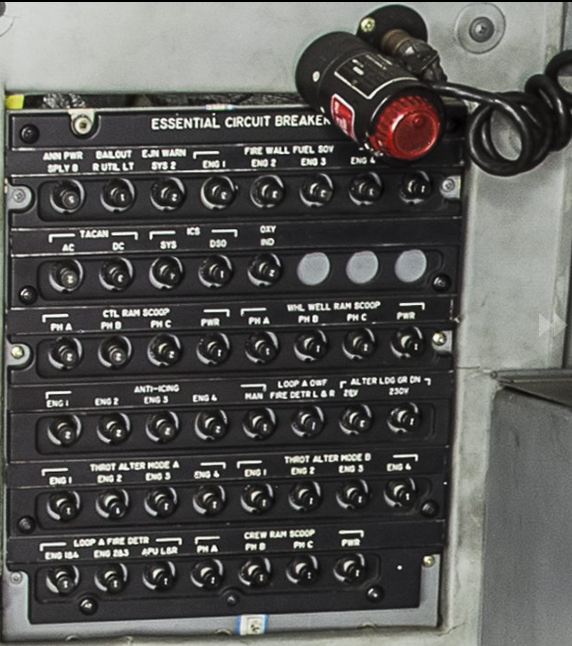 ESSENTIAL CIRCUIT BREAKER
ANN PWR BAILOUT EJN WARN FIRE WALL FUEL SOV
SPLY B R UTIL LT SYS 2 ENG 1 ENG 2 ENG 3 ENG 4
TACAN ICS OXY
AC DC SYS DSO IND
CTL RAM SCOOP WHL WELL RAM SCOOP
PH A PH B PH C PWR PH A PH B PH C PWR
ANTI-ICING LOOP A OWF ALTER LDG GR DN
ENG 1 ENG 2 ENG 3 ENG 4 MAN FIRE DETR L & R 28V 230V
THROT ALTER MODE A THROT ALTER MODE B
ENG 1 ENG 2 ENG 3 ENG 4 ENG 1 ENG 2 ENG 3 ENG 4
LOOP A FIRE DETR CREW RAM SCOOP
ENG 1&4 ENG 2&3 APU L&R PH A PH B PH C PWR